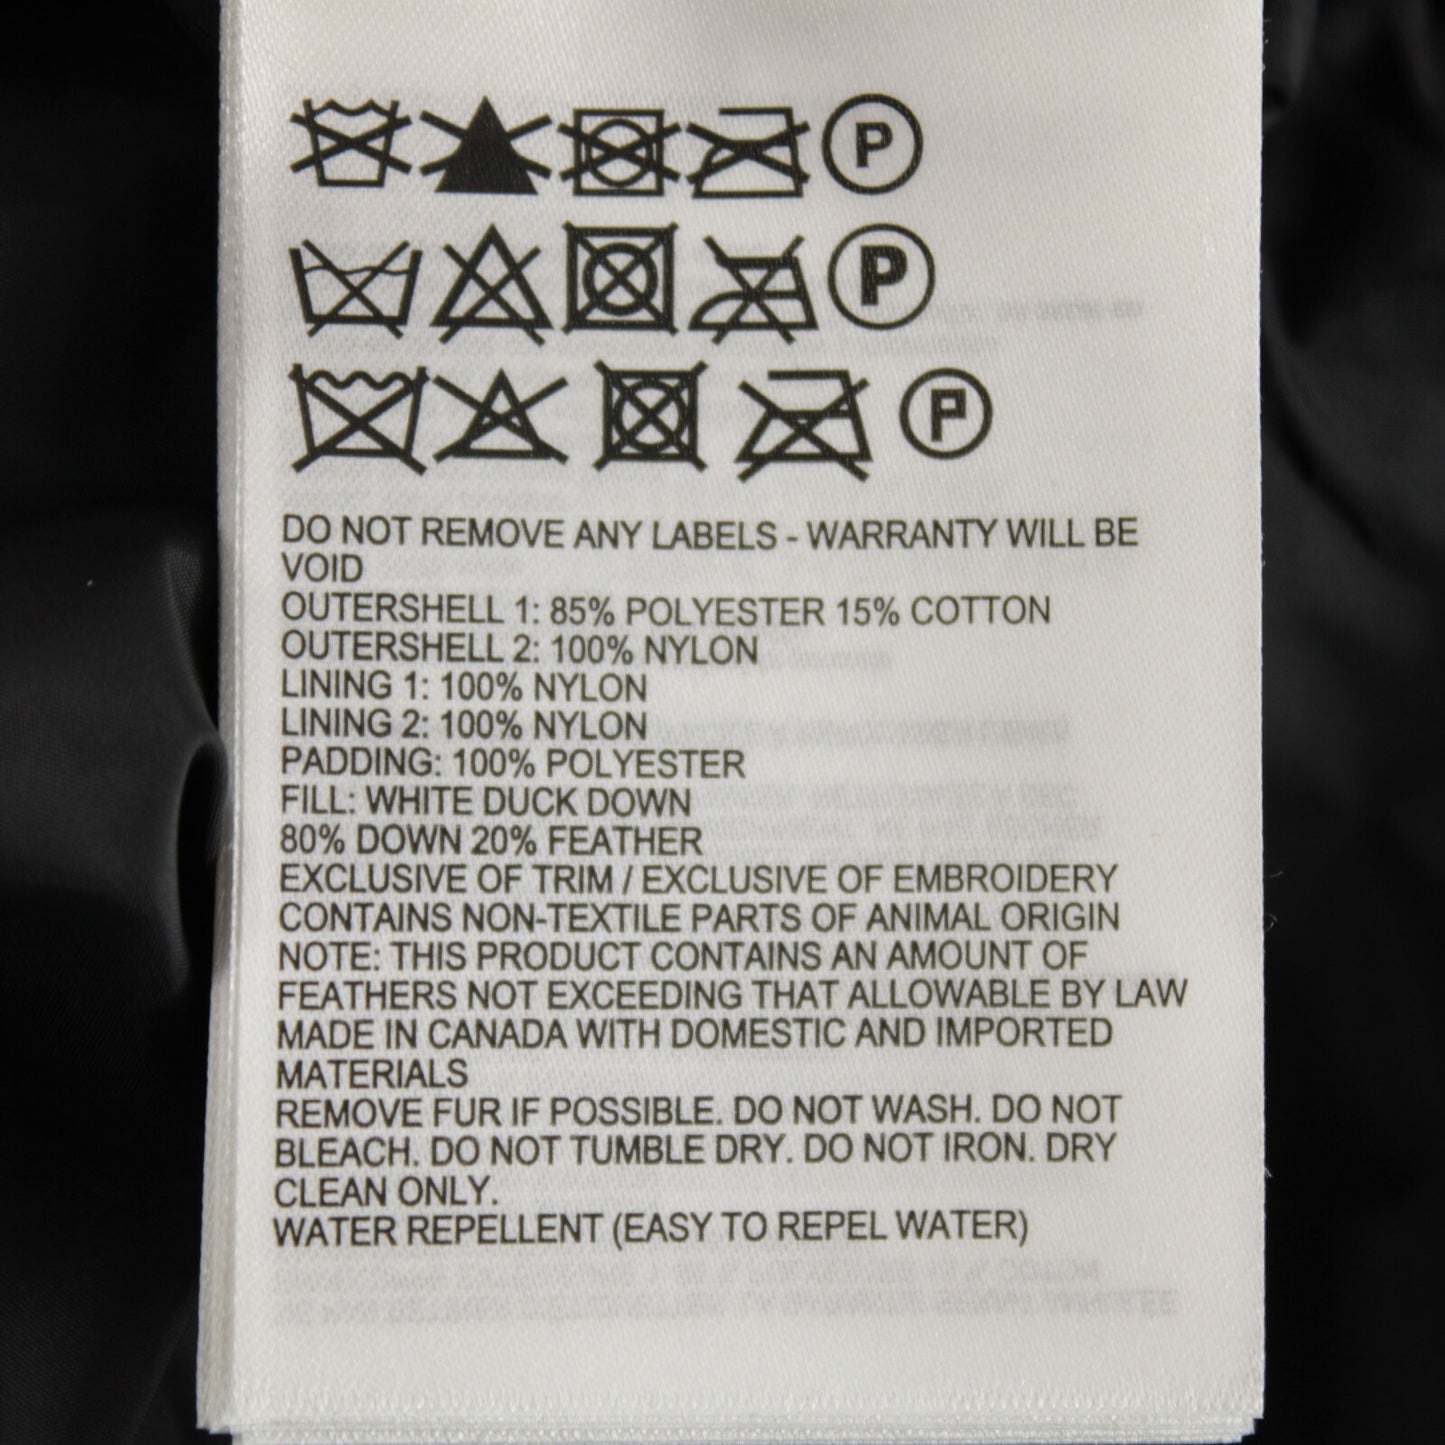 P
P
P
DO NOT REMOVE ANY LABELS - WARRANTY WILL BE
VOID
OUTERSHELL 1: 85% POLYESTER 15% COTTON
OUTERSHELL 2: 100% NYLON
LINING 1: 100% NYLON
LINING 2: 100% NYLON
PADDING: 100% POLYESTER
FILL: WHITE DUCK DOWN
80% DOWN 20% FEATHER
EXCLUSIVE OF TRIM / EXCLUSIVE OF EMBROIDERY
CONTAINS NON-TEXTILE PARTS OF ANIMAL ORIGIN
NOTE: THIS PRODUCT CONTAINS AN AMOUNT OF
FEATHERS NOT EXCEEDING THAT ALLOWABLE BY LAW
MADE IN CANADA WITH DOMESTIC AND IMPORTED
MATERIALS
REMOVE FUR IF POSSIBLE. DO NOT WASH. DO NOT
BLEACH. DO NOT TUMBLE DRY. DO NOT IRON. DRY
CLEAN ONLY.
WATER REPELLENT (EASY TO REPEL WATER)